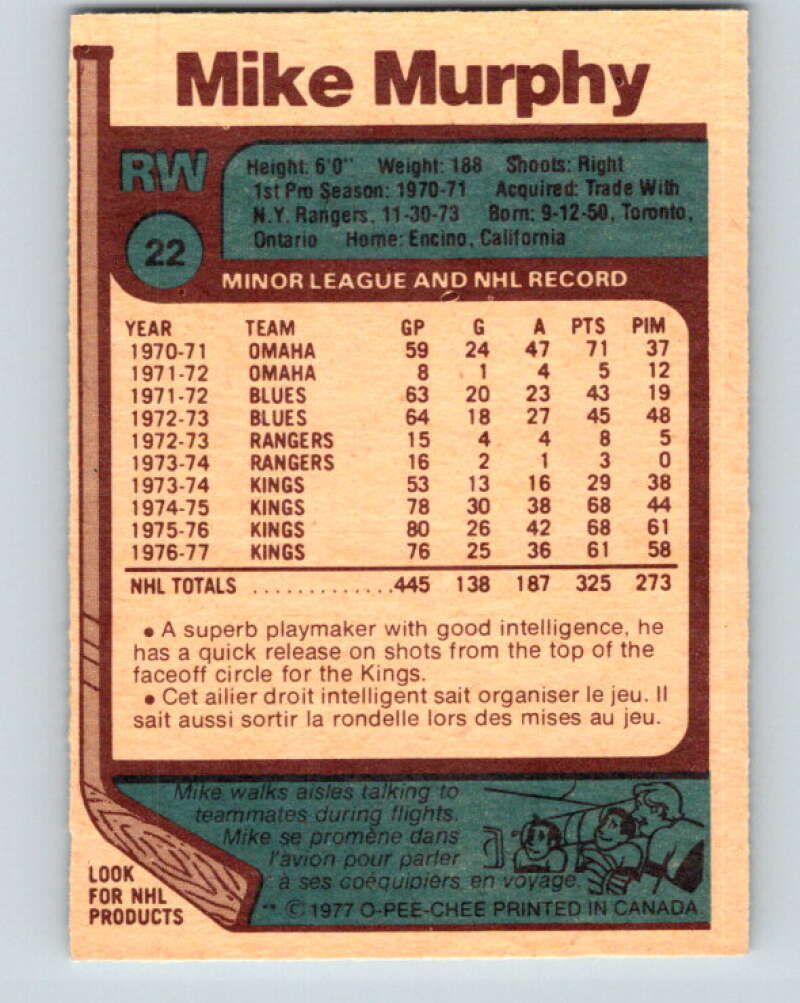 Mike Murphy
RW
22
Height: 6'0" Weight: 188 Shoots: Right
1st Pro Season: 1970-71 Acquired: Trade With
N.Y. Rangers, 11-30-73 Born: 9-12-50, Toronto,
Ontario Home: Encino, California
MINOR LEAGUE AND NHL RECORD
YEAR TEAM GP G A PTS PIM
1970-71 OMAHA 59 24 47 71 37
1971-72 OMAHA 8 1 4 5 12
1971-72 BLUES 63 20 23 43 19
1972-73 BLUES 64 18 27 45 48
1972-73 RANGERS 15 4 4 8 5
1973-74 RANGERS 16 2 1 3 0
1973-74 KINGS 53 13 16 29 38
1974-75 KINGS 78 30 38 68 44
1975-76 KINGS 80 26 42 68 61
1976-77 KINGS 76 25 36 61 58
NHL TOTALS .............445 138 187 325 273
• A superb playmaker with good intelligence, he
has a quick release on shots from the top of the
faceoff circle for the Kings.
• Cet ailier droit intelligent sait organiser le jeu. Il
sait aussi sortir la rondelle lors des mises au jeu.
Mike walks aisles talking to
teammates during flights.
Mike se promène dans
l'avion pour parler
à ses coéquipiers en voyage.
LOOK
FOR NHL
PRODUCTS
** © 1977 O-PEE-CHEE PRINTED IN CANADA